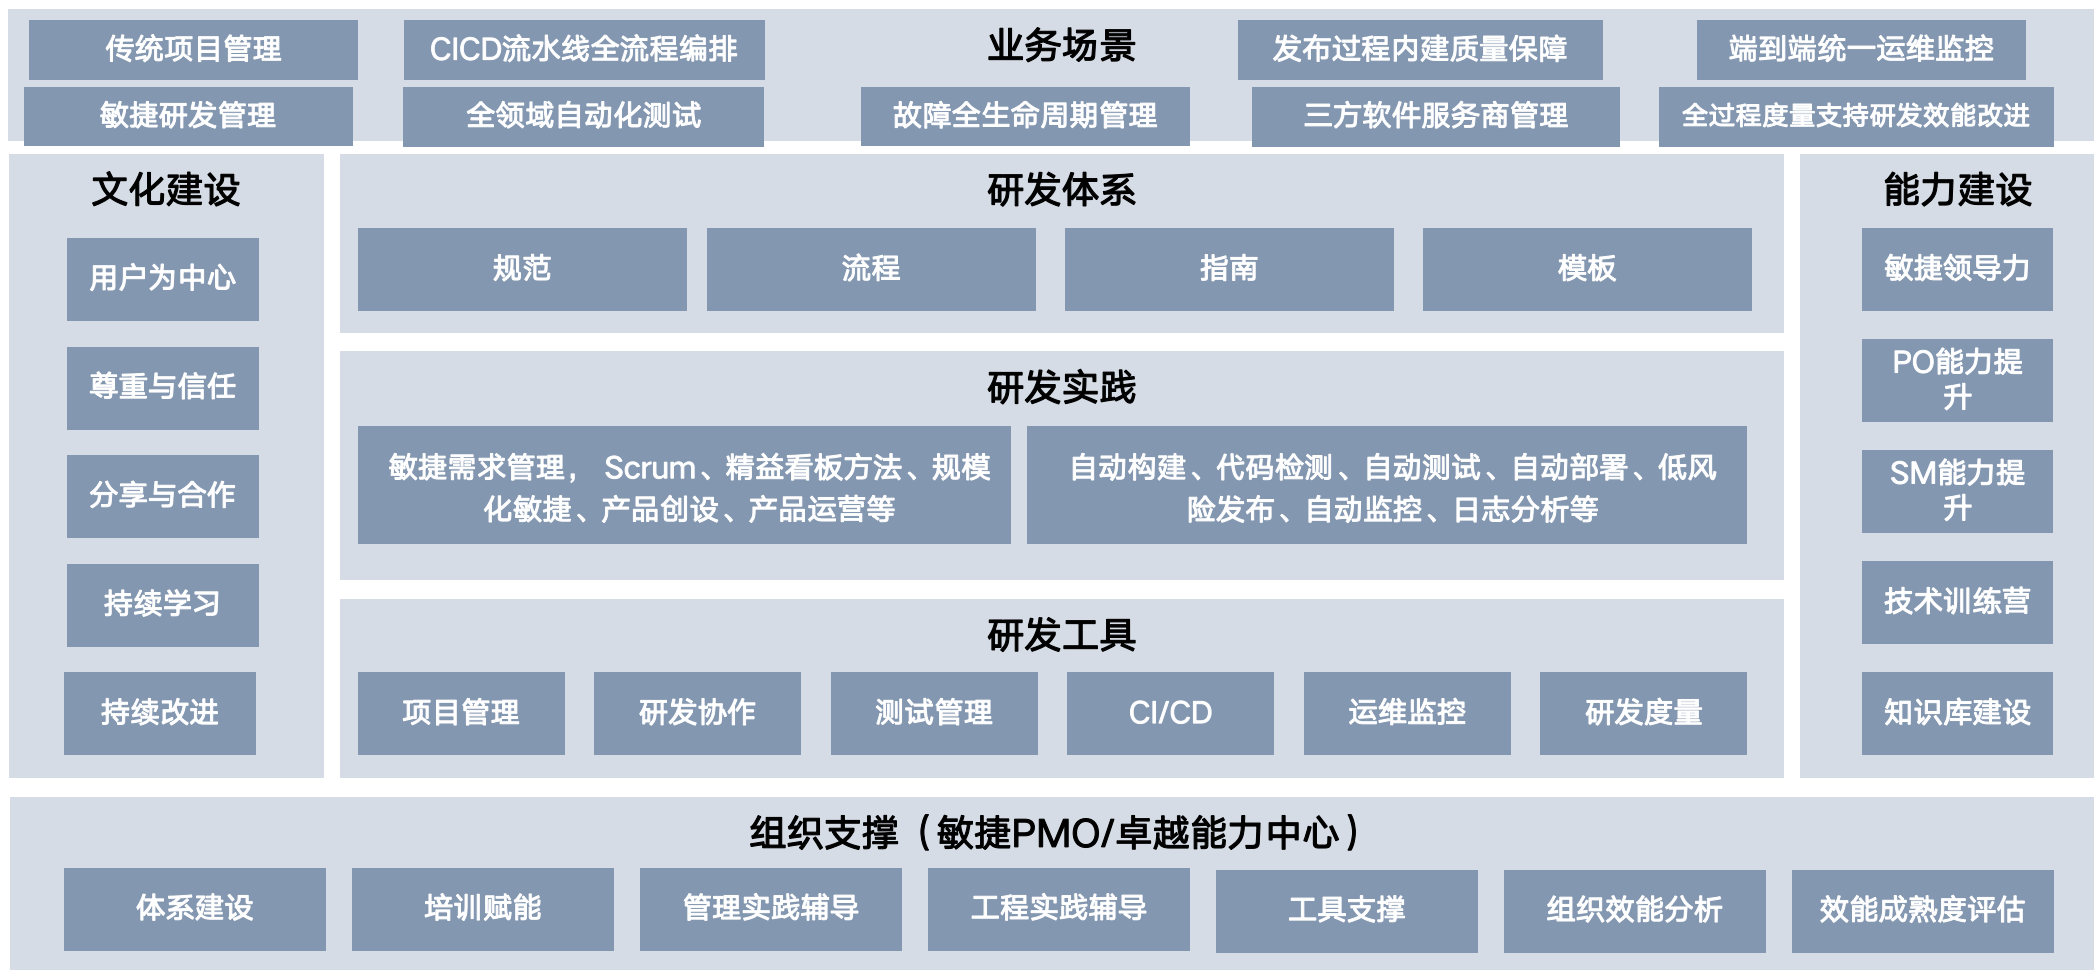 传统项目管理
CICD流水线全流程编排
业务场景
发布过程内建质量保障
端到端统一运维监控
敏捷研发管理
全领域自动化测试
故障全生命周期管理
三方软件服务商管理
全过程度量支持研发效能改进
文化建设
用户为中心
尊重与信任
分享与合作
持续学习
持续改进
研发体系
规范
流程
指南
模板
研发实践
敏捷需求管理， Scrum、精益看板方法、规模
化敏捷、产品创设、产品运营等
自动构建、代码检测、自动测试、自动部署、低风
险发布、自动监控、日志分析等
研发工具
项目管理
研发协作
测试管理
CI/CD
运维监控
研发度量
能力建设
敏捷领导力
PO能力提
升
SM能力提
升
技术训练营
知识库建设
组织支撑（敏捷PMO/卓越能力中心）
体系建设
培训赋能
管理实践辅导
工程实践辅导
工具支撑
组织效能分析
效能成熟度评估